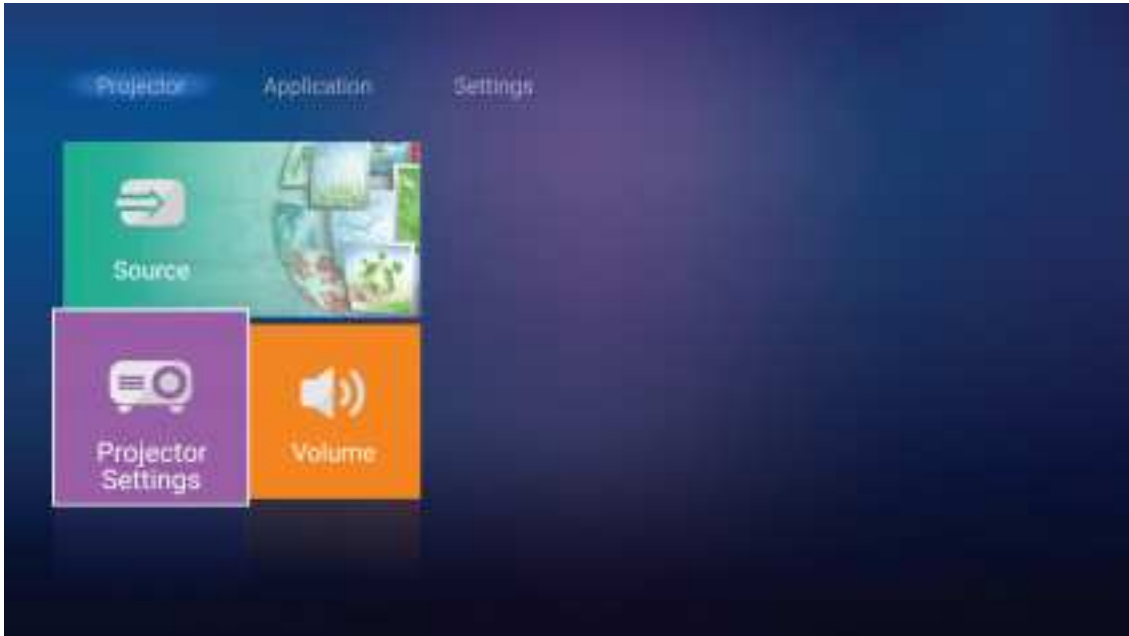 Projector
Application
Settings
Source
Projector
Settings
Volume